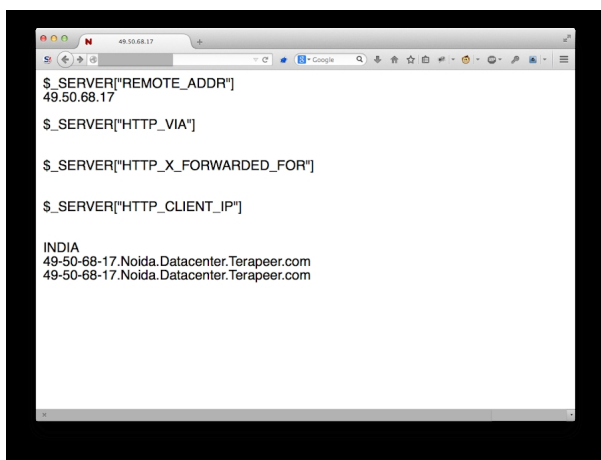 N 49.50.68.17
Google
$_SERVER["REMOTE_ADDR"]
49.50.68.17
$_SERVER["HTTP_VIA"]
$_SERVER["HTTP_X_FORWARDED_FOR"]
$_SERVER["HTTP_CLIENT_IP"]
INDIA
49-50-68-17.Noida.Datacenter.Terapeer.com
49-50-68-17.Noida.Datacenter.Terapeer.com